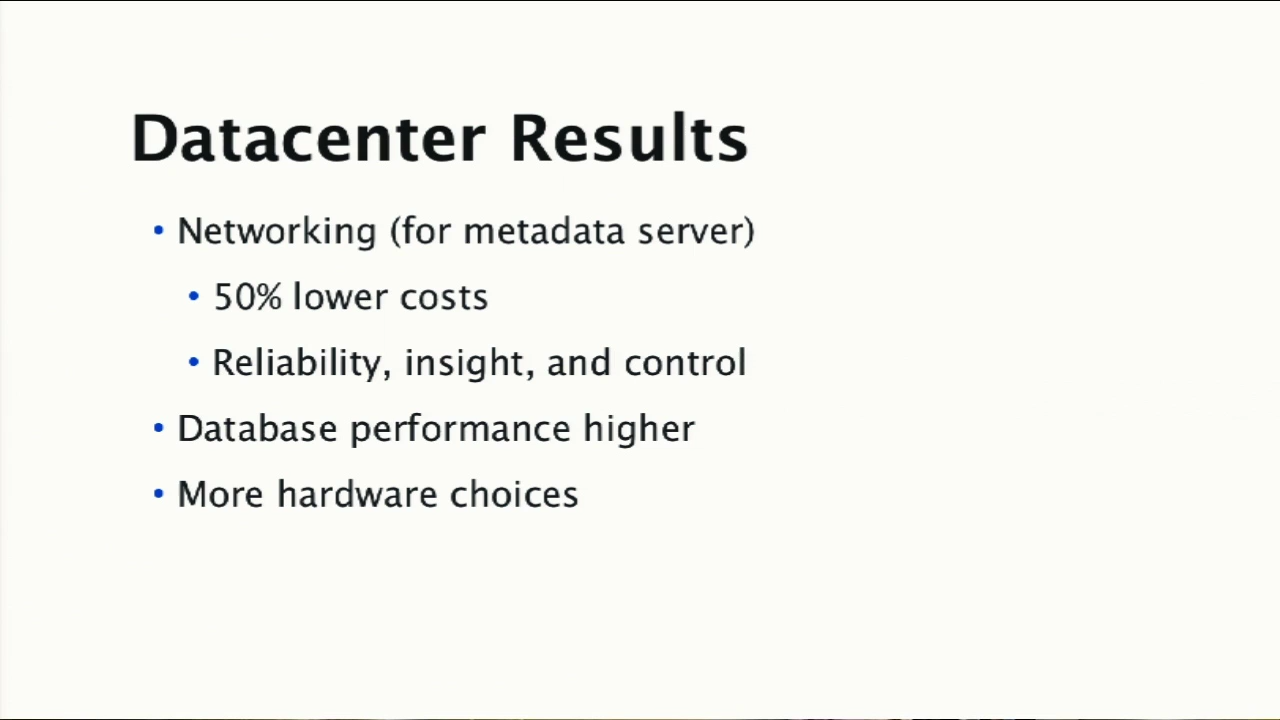 Datacenter Results
• Networking (for metadata server)
• 50% lower costs
• Reliability, insight, and control
• Database performance higher
• More hardware choices